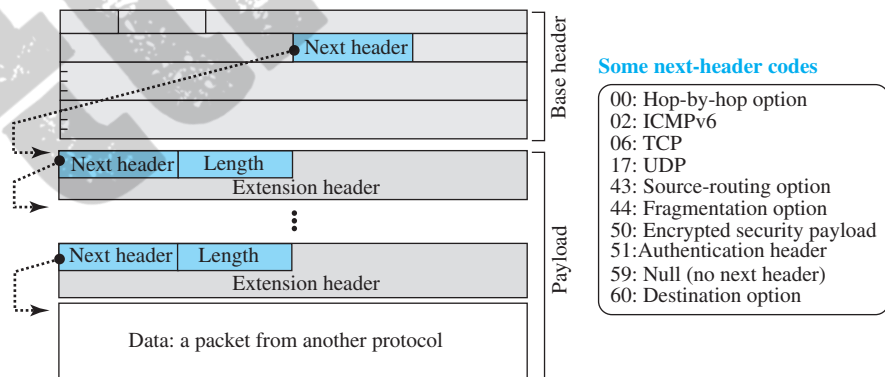 Next header
Base header
Next header
Length
Extension header
Next header
Length
Extension header
Data: a packet from another protocol
Payload
Some next-header codes
00: Hop-by-hop option
02: ICMPv6
06: TCP
17: UDP
43: Source-routing option
44: Fragmentation option
50: Encrypted security payload
51:Authentication header
59: Null (no next header)
60: Destination option